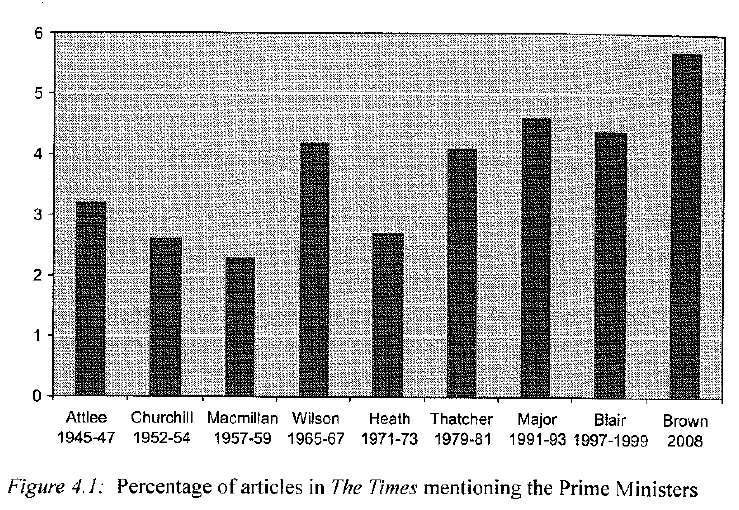 6
5
4
3
2
1
0
Attlee Churchill Macmillan Wilson Heath Thatcher Major Blair Brown
1945-47 1952-54 1957-59 1965-67 1971-73 1979-81 1991-93 1997-1999 2008
Figure 4.1: Percentage of articles in The Times mentioning the Prime Ministers